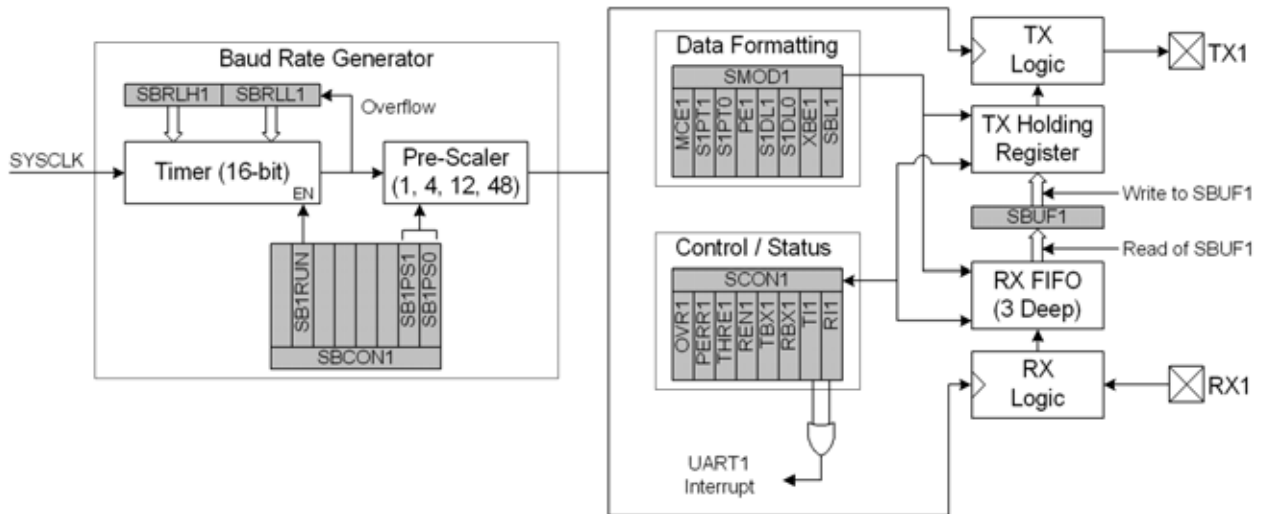 Baud Rate Generator
SBRLH1 SBRLL1
Overflow
SYSCLK
Timer (16-bit)
EN
Pre-Scaler
(1, 4, 12, 48)
SB1RUN
SB1PS1
SB1PS0
SBCON1
Data Formatting
SMOD1
MCE1
S1PT1
S1PT0
PE1
S1DL1
S1DL0
XBE1
SBL1
Control / Status
SCON1
OVR1
PERR1
THRE1
REN1
TBX1
RBX1
TI1
RI1
UART1
Interrupt
TX
Logic
TX1
TX Holding
Register
Write to SBUF1
SBUF1
Read of SBUF1
RX FIFO
(3 Deep)
RX
Logic
RX1